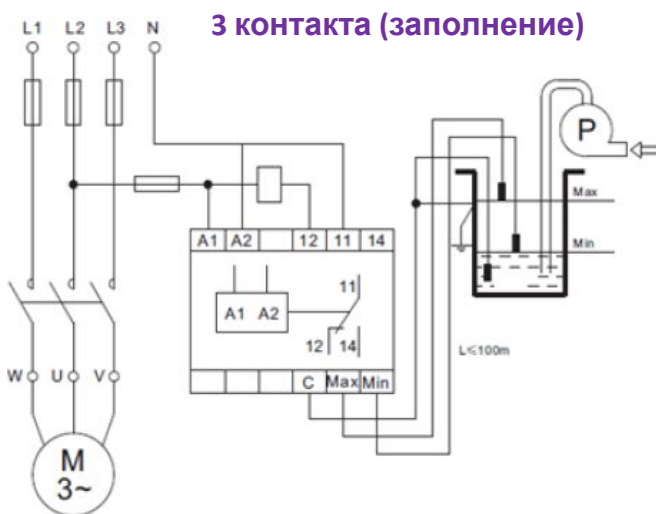 3 контакта (заполнение)
L1 L2 L3 N
P
Max
Min
A1 A2 12 11 14
11
A1 A2
12 14
L≤100m
W U V
C Max Min
M
3~